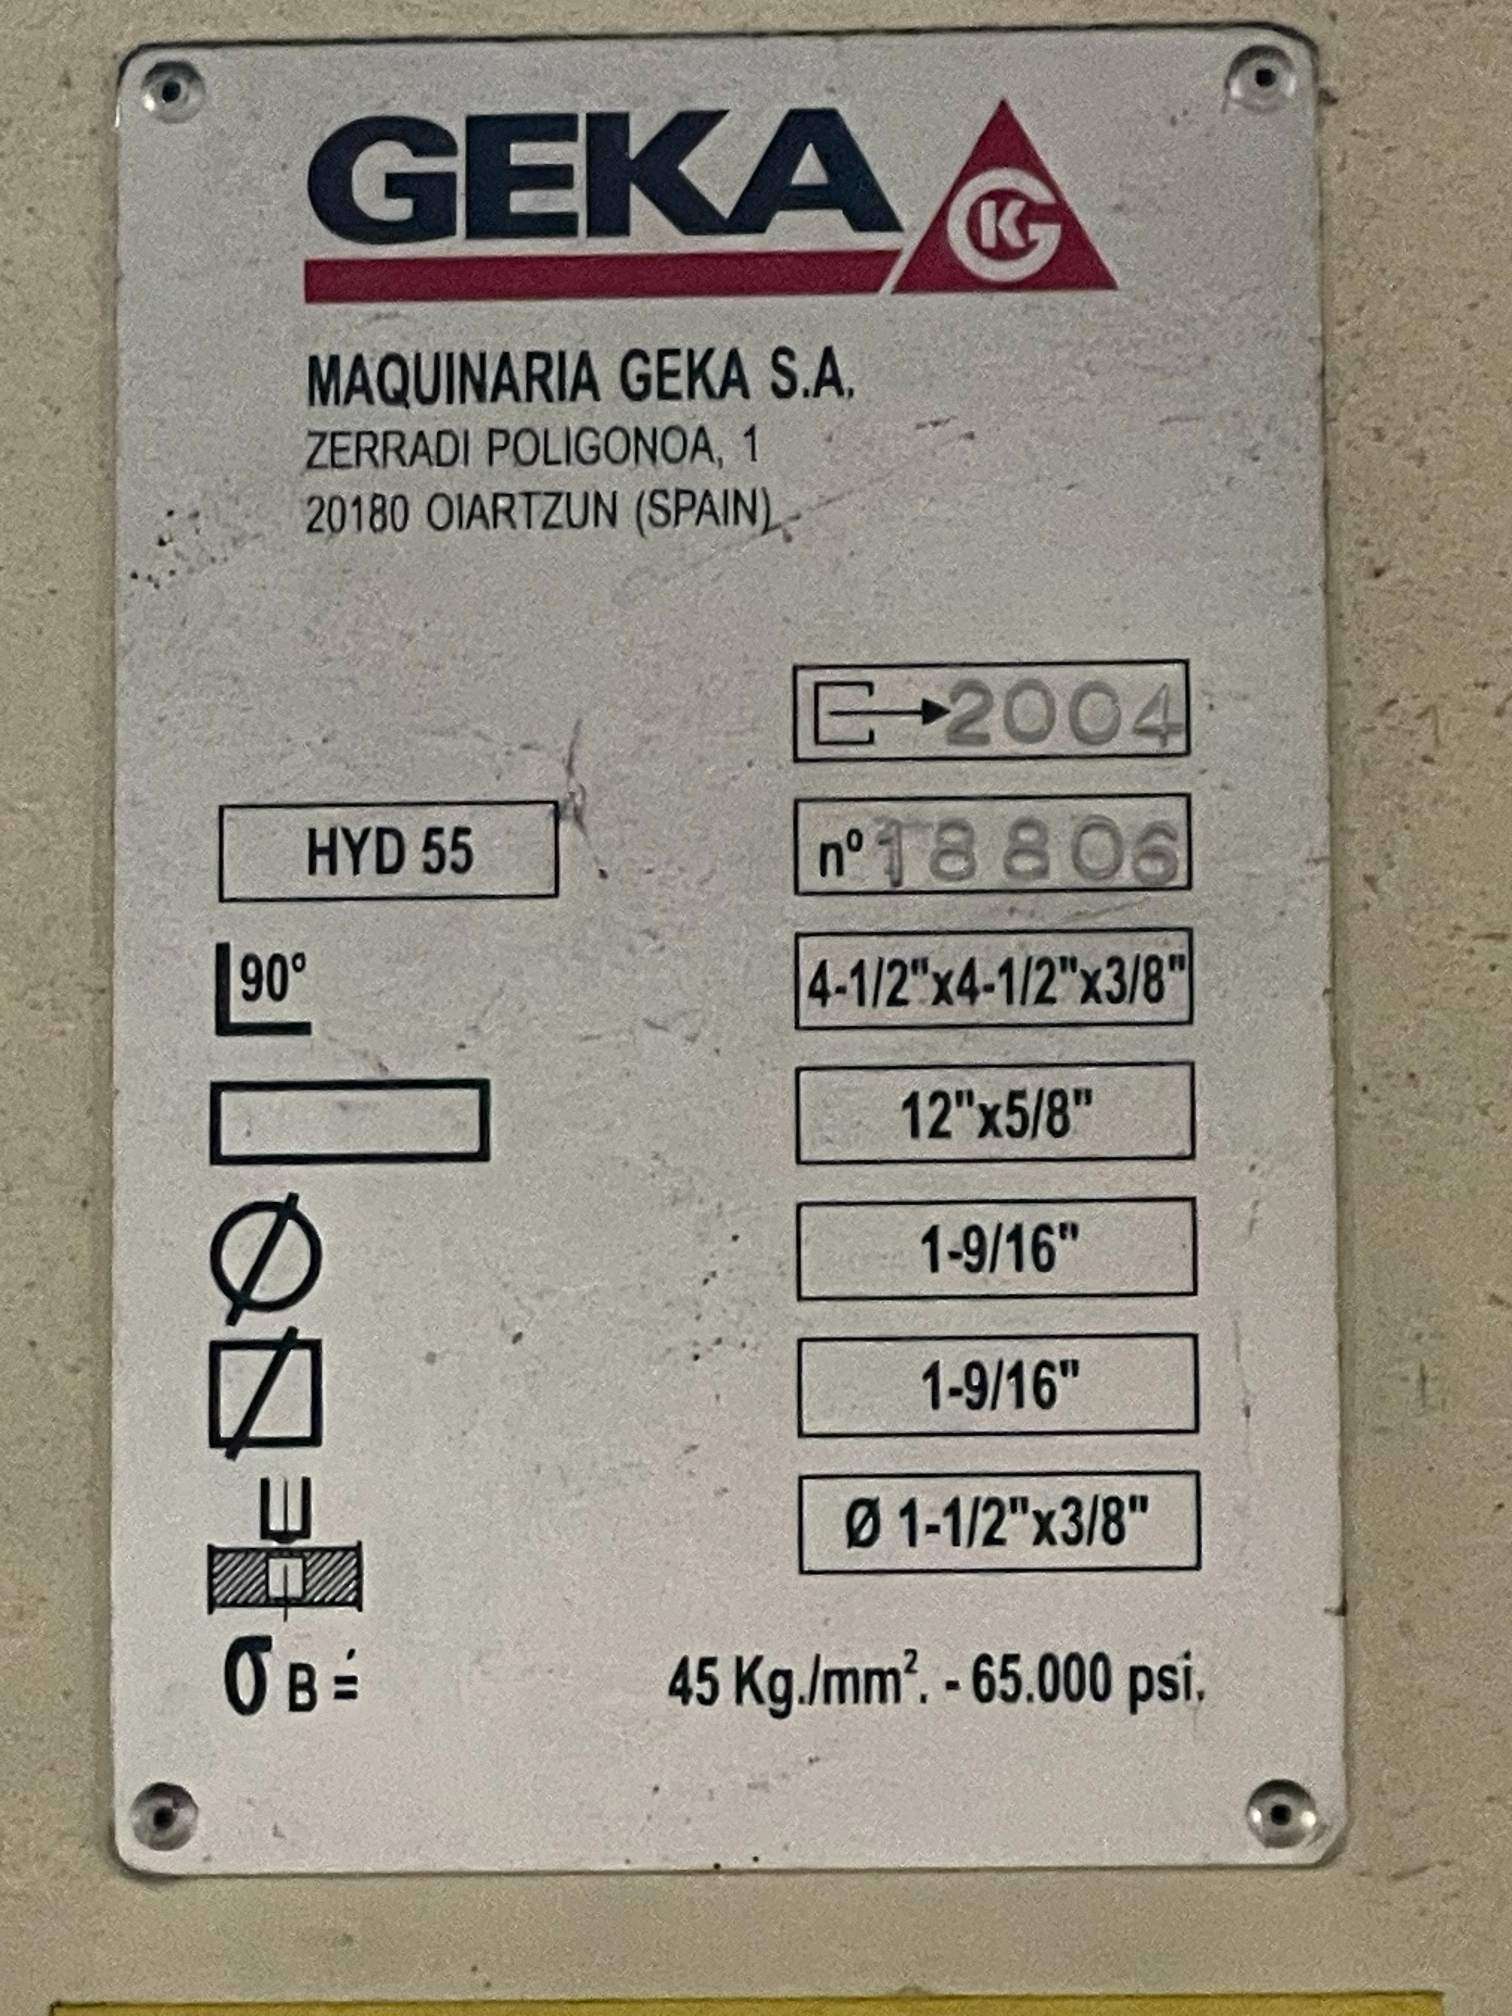 GEKA GK
MAQUINARIA GEKA S.A.
ZERRADI POLIGONOA, 1
20180 OIARTZUN (SPAIN)
2004
HYD 55
nº 18806
90°
4-1/2"x4-1/2"x3/8"
12"x5/8"
1-9/16"
1-9/16"
Ø 1-1/2"x3/8"
σ B = 45 Kg./mm². - 65.000 psi.